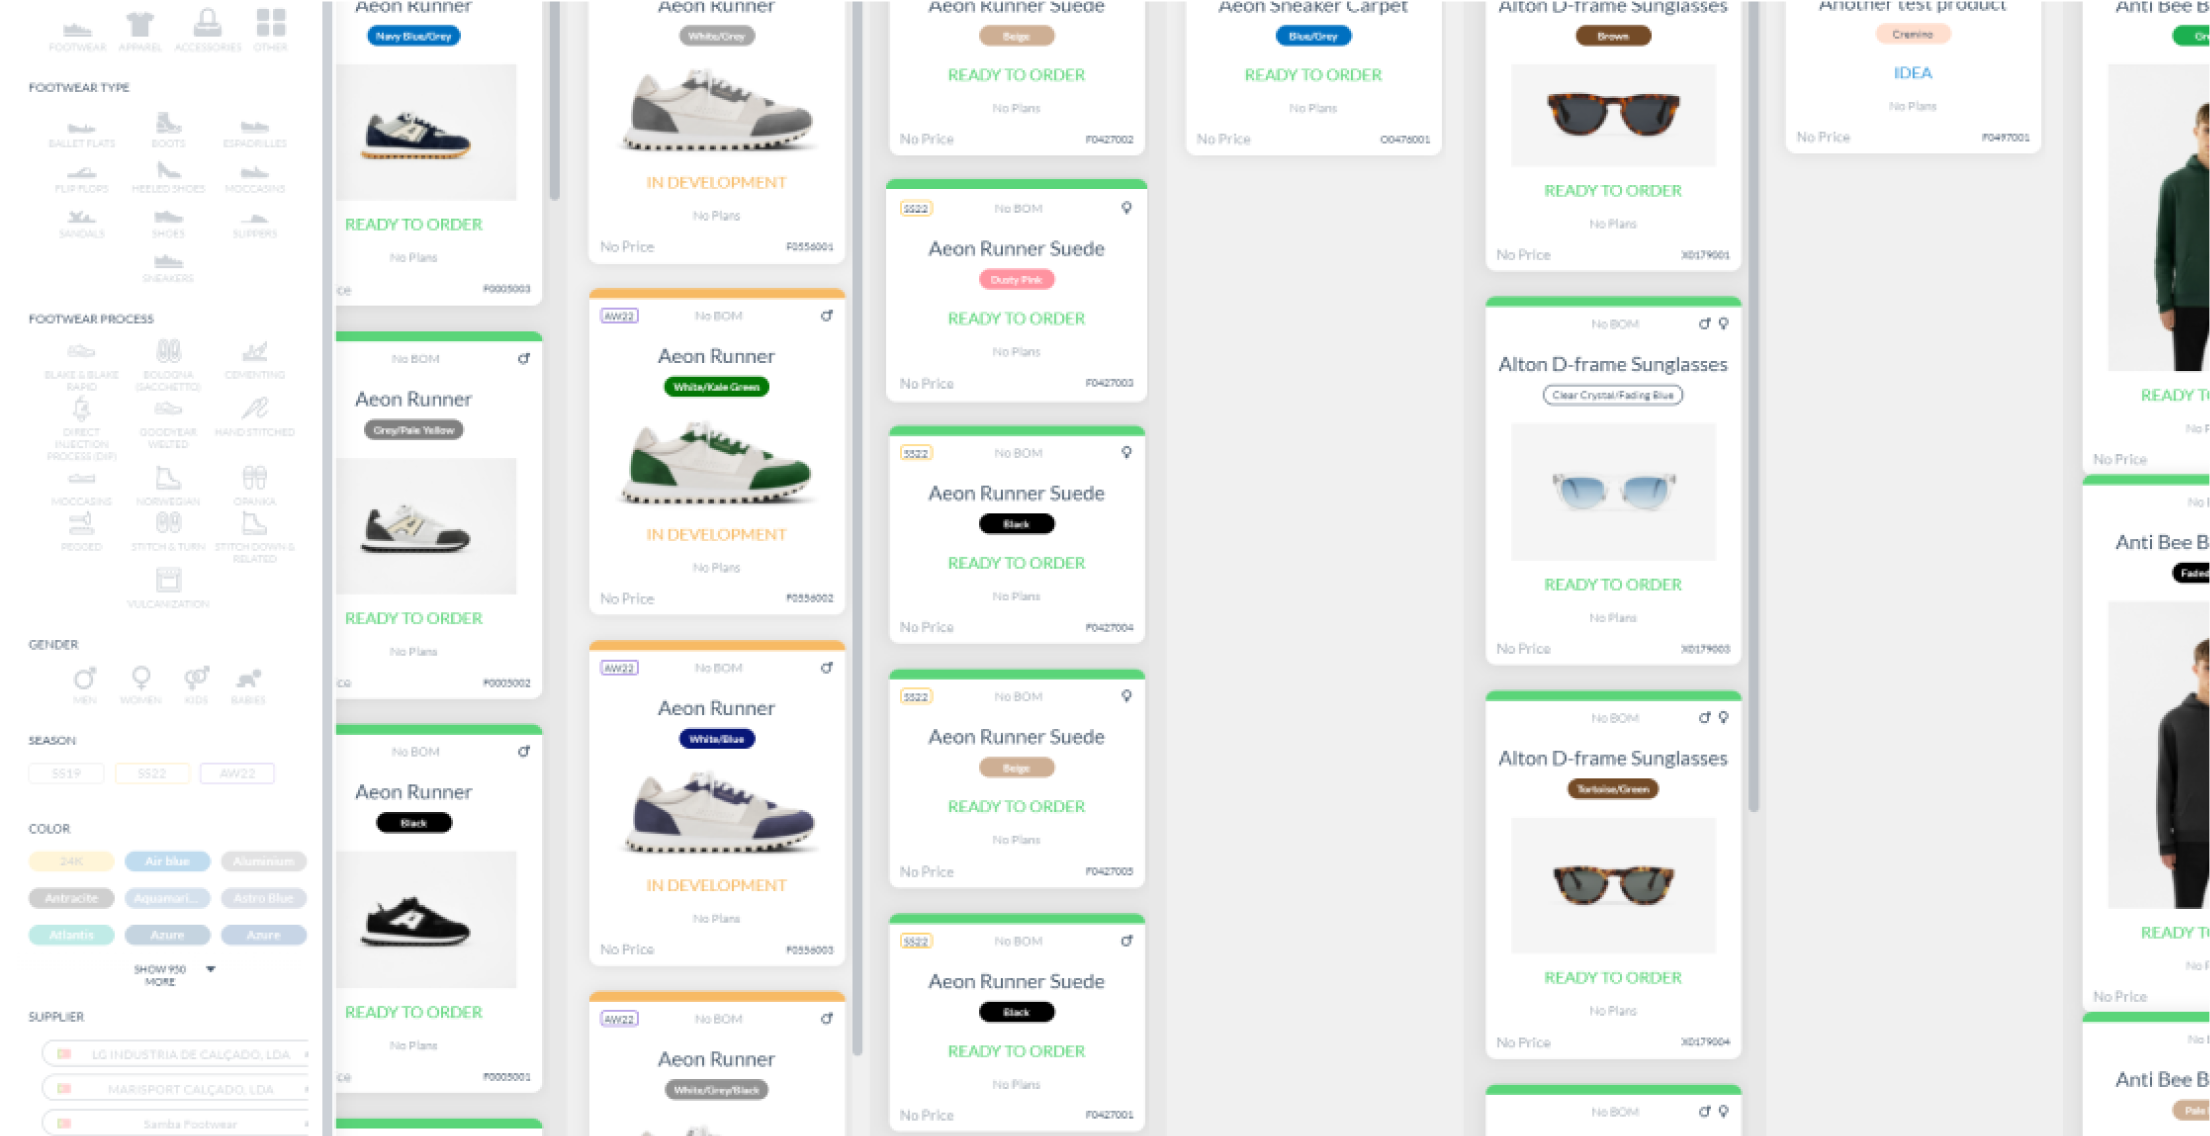 FOOTWEAR APPAREL ACCESSORIES OTHER
FOOTWEAR TYPE
BALLET FLATS BOOTS ESPADRILLES
FLIP FLOPS HEELED SHOES MOCCASINS
SANDALS SHOES SLIPPERS
SNEAKERS
FOOTWEAR PROCESS
BLAKE & BLAKE RAPID
BOLOGNA (SACCHETTO)
CEMENTING
DIRECT INJECTION PROCESS (DIP)
GOODYEAR WELTED
HAND STITCHED
MOCCASINS NORWEGIAN OPANKA
PEGGED STITCH & TURN STITCH DOWN & RELATED
VULCANIZATION
GENDER
MEN WOMEN KIDS BABIES
SEASON
SS19 SS22 AW22
COLOR
24K Air blue Aluminium
Antracite Aquamari... Astro Blue
Atlantis Azure Azure
SHOW 950
MORE
SUPPLIER
LG INDUSTRIA DE CALÇADO, LDA
MARISPORT CALÇADO, LDA
Samba Footwear
Aeon Runner
Navy Blue/Grey
READY TO ORDER
No Plans
ce F0005003
No BOM
Aeon Runner
Grey/Pale Yellow
READY TO ORDER
No Plans
ce F0005002
No BOM
Aeon Runner
Black
READY TO ORDER
No Plans
ce F0005001
Aeon Runner
White/Grey
IN DEVELOPMENT
No Plans
No Price F0556001
AW22 No BOM
Aeon Runner
White/Kale Green
IN DEVELOPMENT
No Plans
No Price F0556002
AW22 No BOM
Aeon Runner
White/Blue
IN DEVELOPMENT
No Plans
No Price F0556003
AW22 No BOM
Aeon Runner
White/Grey/Black
Aeon Runner Suede
Beige
READY TO ORDER
No Plans
No Price F0427002
SS22 No BOM
Aeon Runner Suede
Dusty Pink
READY TO ORDER
No Plans
No Price F0427003
SS22 No BOM
Aeon Runner Suede
Black
READY TO ORDER
No Plans
No Price F0427004
SS22 No BOM
Aeon Runner Suede
Beige
READY TO ORDER
No Plans
No Price F0427005
SS22 No BOM
Aeon Runner Suede
Black
READY TO ORDER
No Plans
No Price F0427001
Aeon Sneaker Carpet
Blue/Grey
READY TO ORDER
No Plans
No Price O0476001
Alton D-frame Sunglasses
Brown
READY TO ORDER
No Plans
No Price X0179001
No BOM
Alton D-frame Sunglasses
Clear Crystal/Fading Blue
READY TO ORDER
No Plans
No Price X0179003
No BOM
Alton D-frame Sunglasses
Tortoise/Green
READY TO ORDER
No Plans
No Price X0179004
No BOM
Another test product
Cremino
IDEA
No Plans
No Price F0497001
Anti Bee B
Gr
READY T
No P
No Price
No
Anti Bee B
Faded
READY T
No P
No Price
No
Anti Bee B
Pale